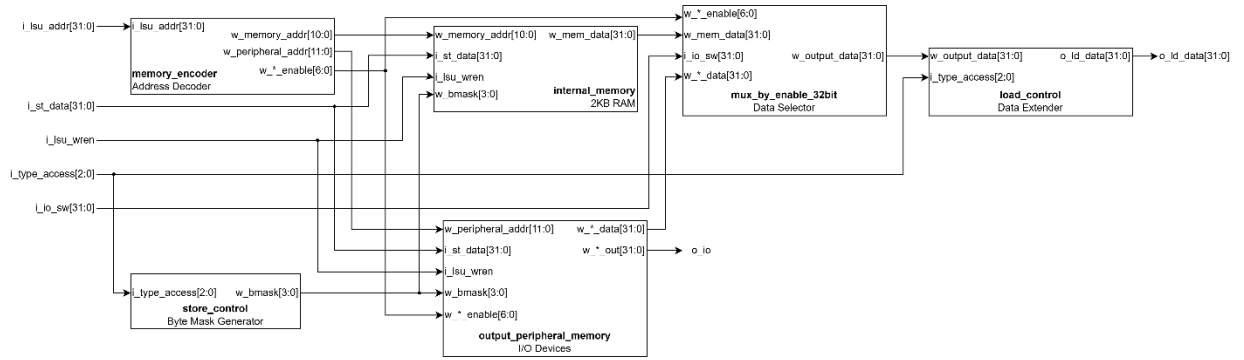 i_lsu_addr[31:0]
i_st_data[31:0]
i_lsu_wren
i_type_access[2:0]
i_io_sw[31:0]
i_lsu_addr[31:0]
w_memory_addr[10:0]
w_peripheral_addr[11:0]
w_*_enable[6:0]
memory_encoder
Address Decoder
w_memory_addr[10:0]
w_mem_data[31:0]
i_st_data[31:0]
i_lsu_wren
w_bmask[3:0]
internal_memory
2KB RAM
w_*_enable[6:0]
w_mem_data[31:0]
i_io_sw[31:0]
w_output_data[31:0]
w_*_data[31:0]
mux_by_enable_32bit
Data Selector
w_output_data[31:0]
o_ld_data[31:0]
i_type_access[2:0]
load_control
Data Extender
o_ld_data[31:0]
i_type_access[2:0]
w_bmask[3:0]
store_control
Byte Mask Generator
w_peripheral_addr[11:0]
w_*_data[31:0]
i_st_data[31:0]
w_*_out[31:0]
i_lsu_wren
w_bmask[3:0]
w_*_enable[6:0]
output_peripheral_memory
I/O Devices
o_io